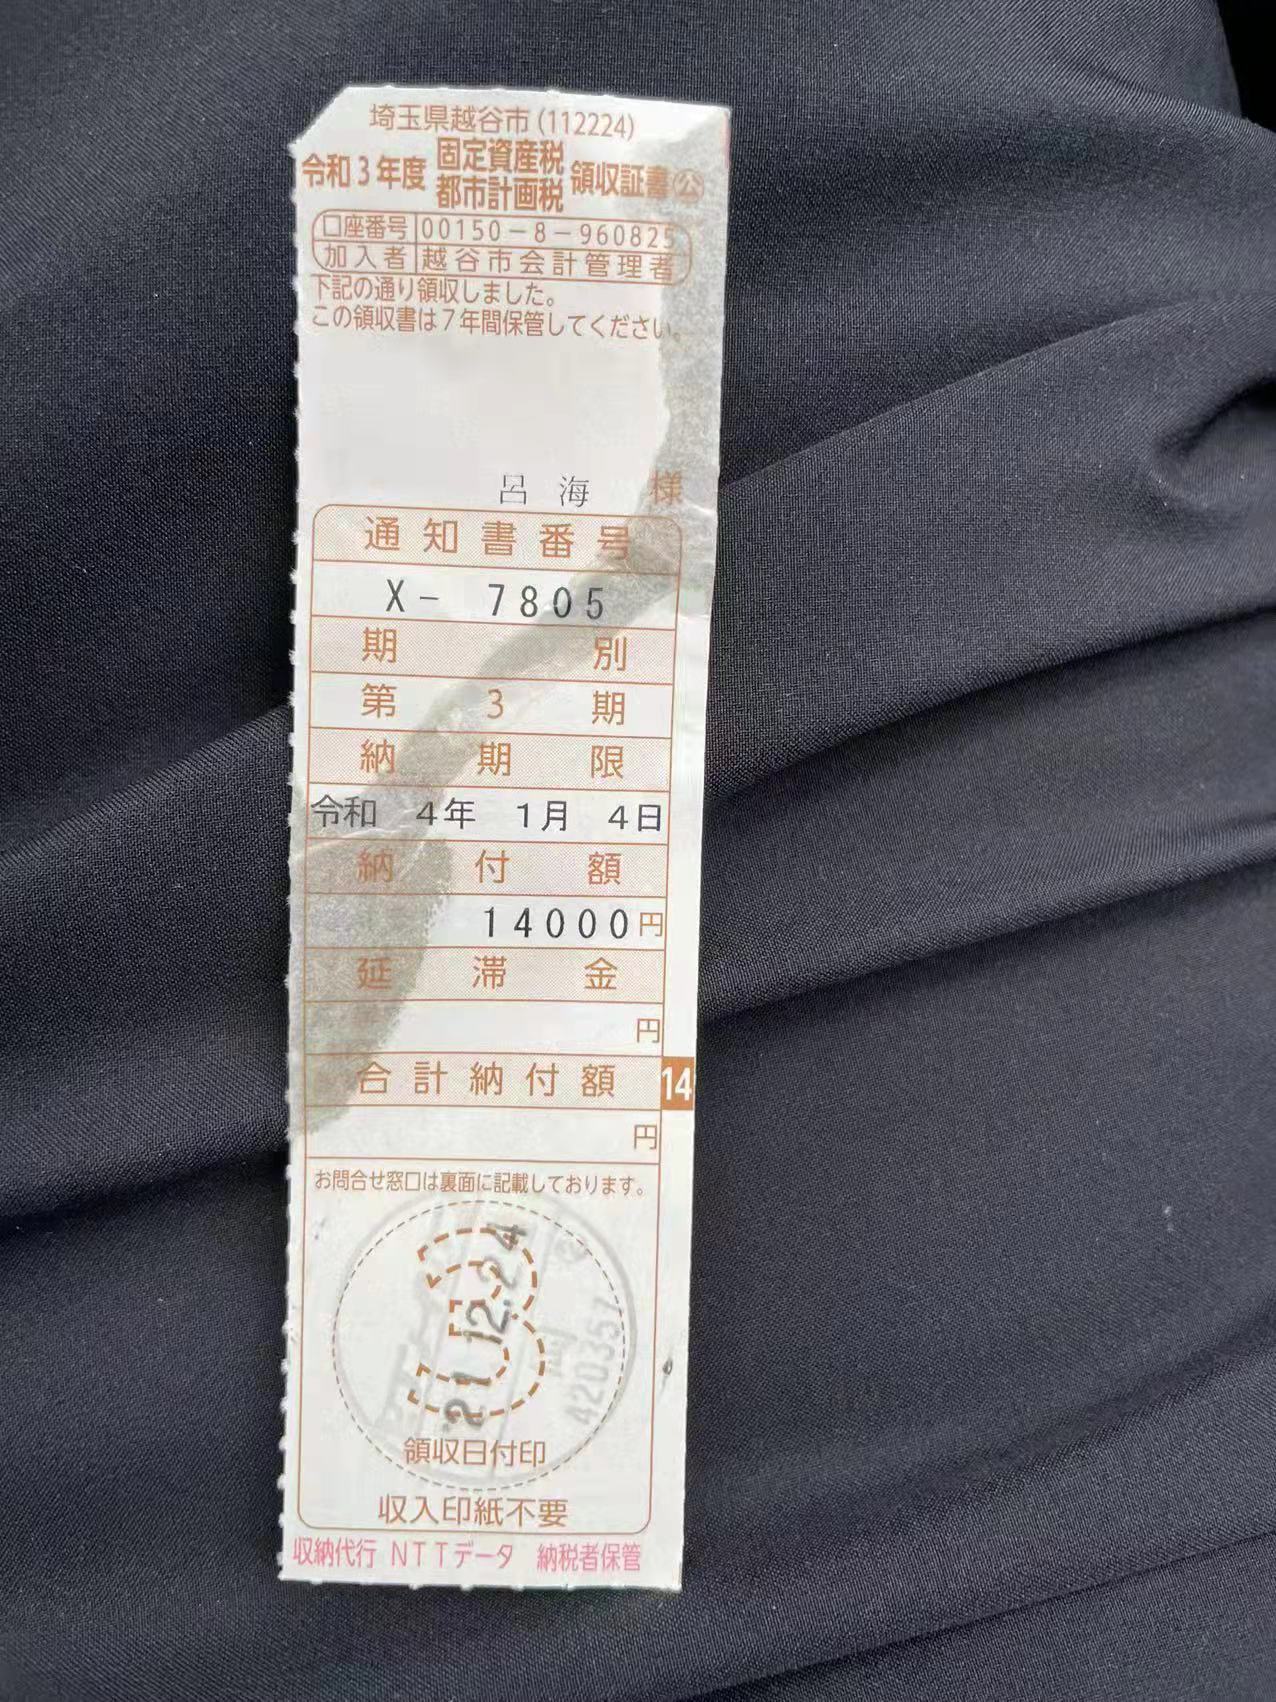 埼玉県越谷市(112224)
令和3年度 固定資産税 都市計画税 領収証書 公
口座番号 00150-8-960825
加入者 越谷市会計管理者
下記の通り領収しました。
この領収書は7年間保管してください。
呂 海 様
通知書番号
X- 7805
期 別
第 3 期
納 期 限
令和 4年 1月 4日
納 付 額
14000円
延 滞 金
円
合計納付額 14
円
お問合せ窓口は裏面に記載しております。
3
'21.12.24
A20357
領収日付印
収入印紙不要
収納代行 NTTデータ 納税者保管